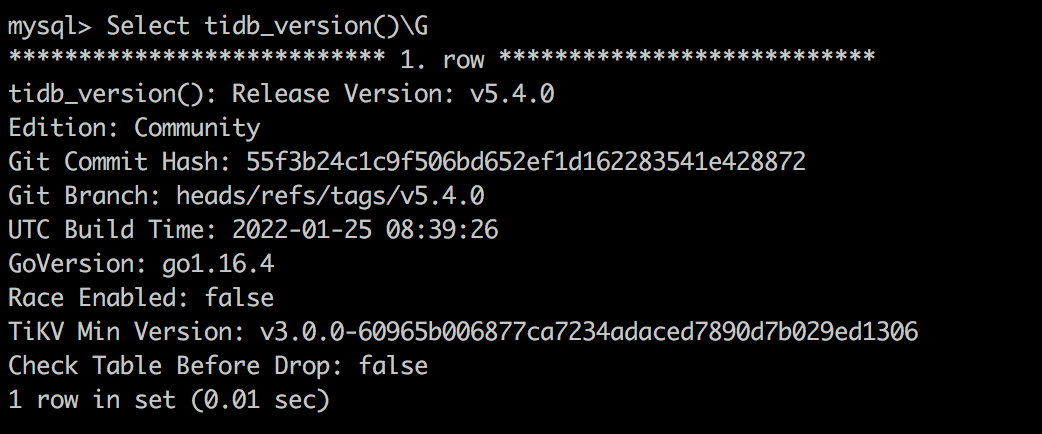 mysql> Select tidb_version()\G
*************************** 1. row ***************************
tidb_version(): Release Version: v5.4.0
Edition: Community
Git Commit Hash: 55f3b24c1c9f506bd652ef1d162283541e428872
Git Branch: heads/refs/tags/v5.4.0
UTC Build Time: 2022-01-25 08:39:26
GoVersion: go1.16.4
Race Enabled: false
TiKV Min Version: v3.0.0-60965b006877ca7234adaced7890d7b029ed1306
Check Table Before Drop: false
1 row in set (0.01 sec)